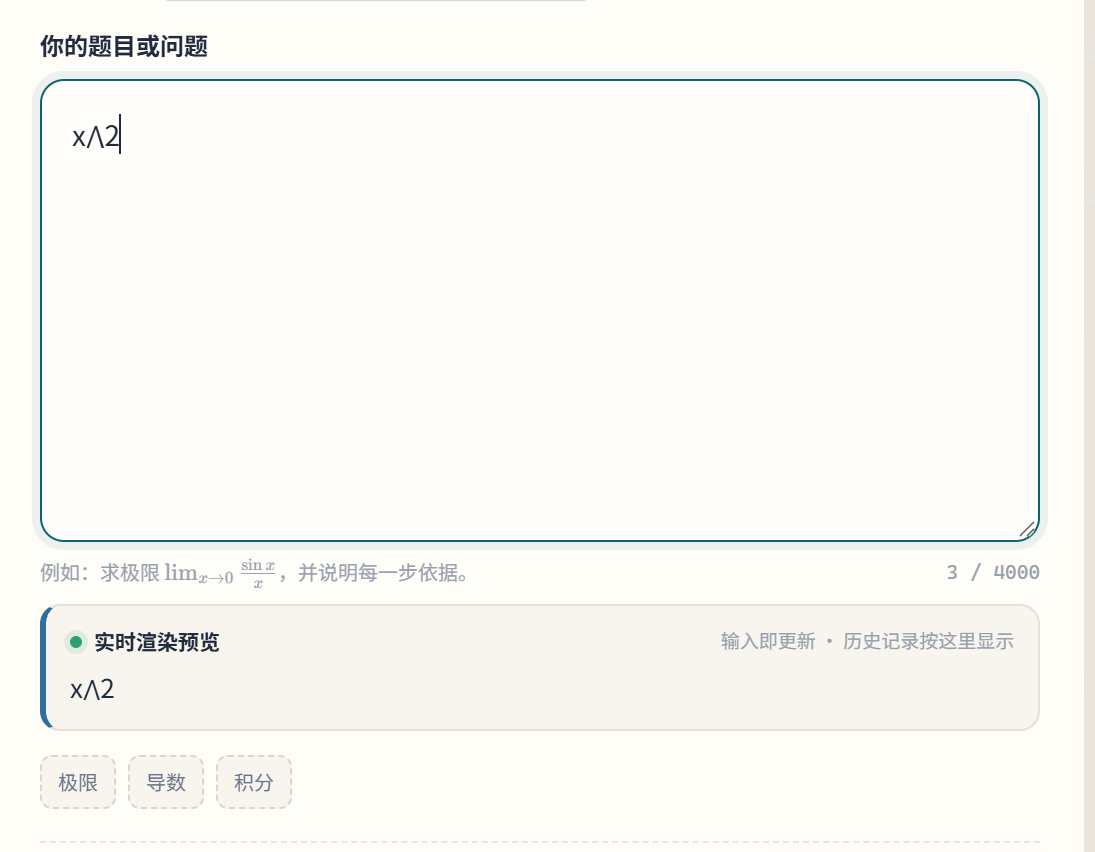 你的题目或问题
x∧2
例如：求极限 lim_{x→0} \frac{sin x}{x}，并说明每一步依据。
3 / 4000
实时渲染预览
输入即更新 · 历史记录按这里显示
x∧2
极限
导数
积分